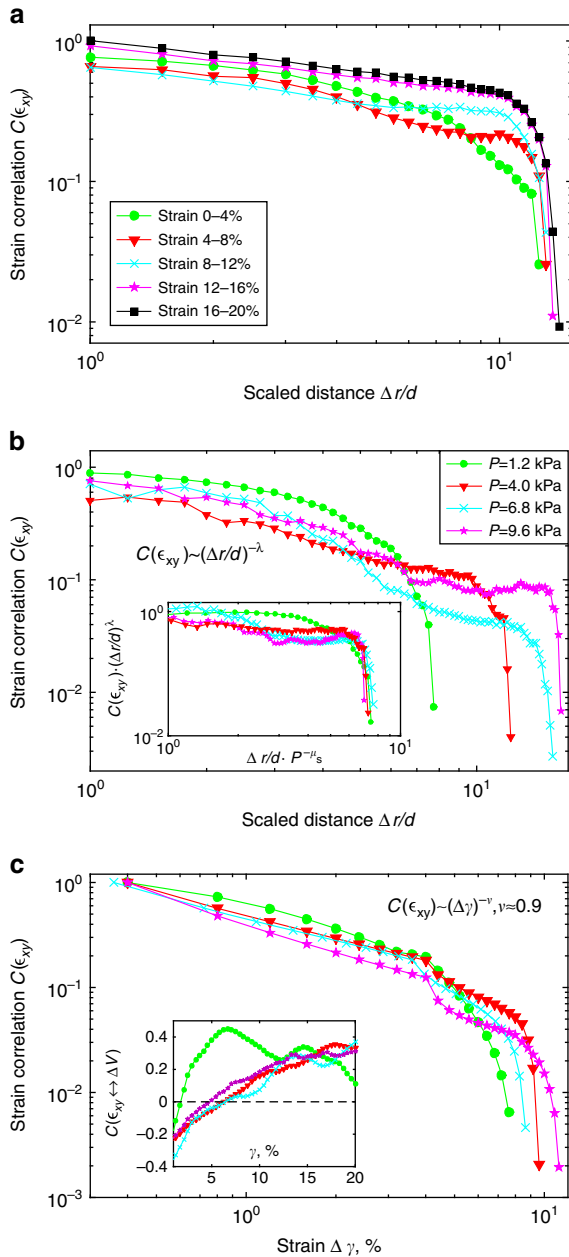 a
10⁰
10⁻¹
10⁻²
Strain correlation C(ϵxy)
Strain 0–4%
Strain 4–8%
Strain 8–12%
Strain 12–16%
Strain 16–20%
10⁰
10¹
Scaled distance Δr/d
b
10⁰
10⁻¹
10⁻²
Strain correlation C(ϵxy)
P=1.2 kPa
P=4.0 kPa
P=6.8 kPa
P=9.6 kPa
C(ϵxy)~(Δr/d)⁻λ
10⁰
10⁻²
C(ϵxy)·(Δr/d)λ
10⁰
10¹
Δr/d· P⁻μs
10⁰
10¹
Scaled distance Δr/d
c
10⁰
10⁻¹
10⁻²
10⁻³
Strain correlation C(ϵxy)
C(ϵxy)~(Δγ)⁻ν,ν≈0.9
0.4
0.2
0
−0.2
−0.4
C(ϵxy ↔ ΔV)
γ, %
5
10
15
20
10⁰
10¹
Strain Δγ, %